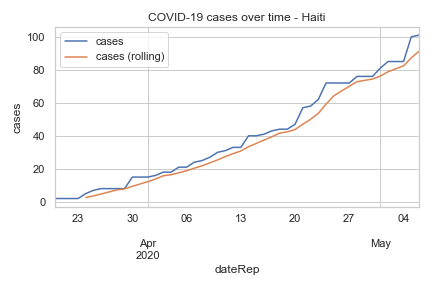 COVID-19 cases over time - Haiti
cases
cases (rolling)
100
80
60
40
20
0
cases
23 30 06 13 20 27 04
Apr May
2020
dateRep